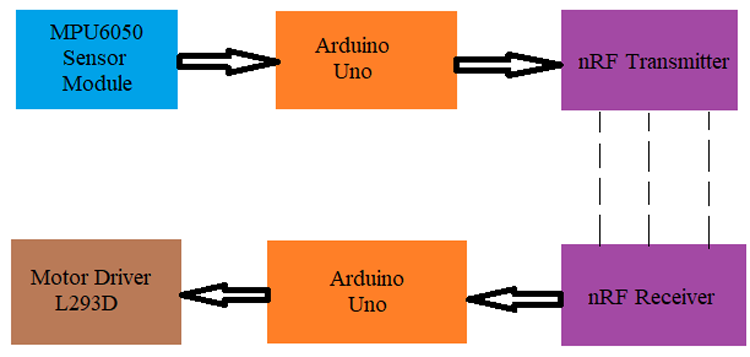 MPU6050
Sensor
Module
Arduino
Uno
nRF Transmitter
Motor Driver
L293D
Arduino
Uno
nRF Receiver